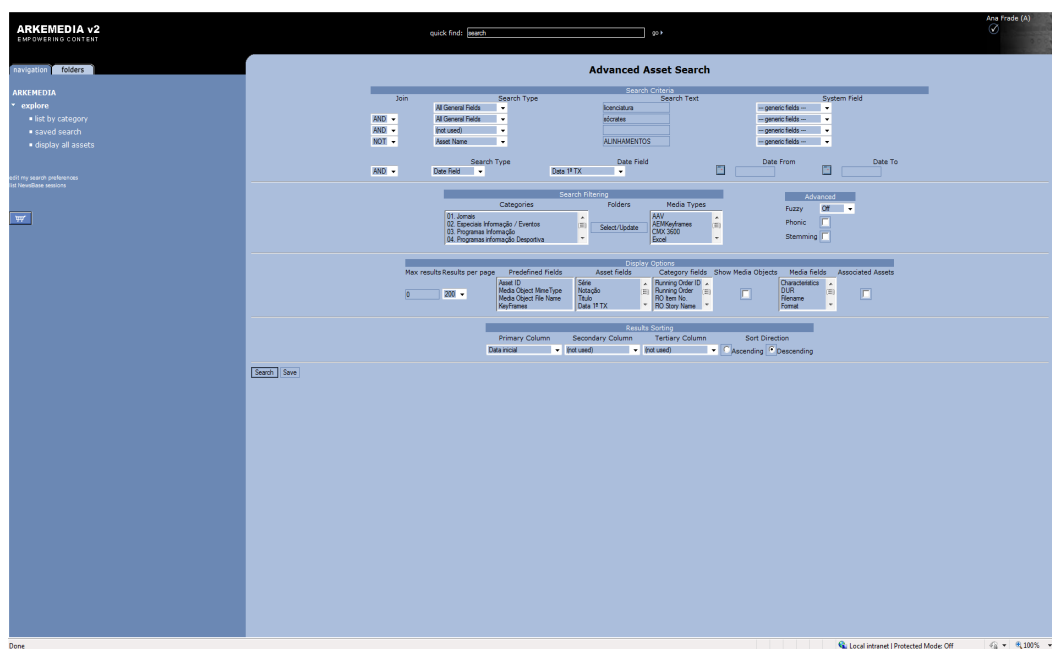 ARKEMEDIA v2
EMPOWERING CONTENT
quick find: search go
Ana Frade (A)
navigation folders
ARKEMEDIA
explore
list by category
saved search
display all assets
edit my search preferences
list NewsBase sessions
Advanced Asset Search
Search Criteria
Join Search Type Search Text System Field
All General Fields licenciatura --- generic fields ---
AND All General Fields sócrates --- generic fields ---
AND (not used) --- generic fields ---
NOT Asset Name ALINHAMENTOS --- generic fields ---
Search Type Date Field Date From Date To
AND Date Field Data 1ª TX
Search Filtering
Categories Folders Media Types
01. Jornais
02. Especiais Informação / Eventos
03. Programas Informação
04. Programas informação Desportiva
Select/Update
AAV
AEMKeyframes
CMX 3600
Excel
Advanced
Fuzzy Off
Phonic
Stemming
Display Options
Max results Results per page Predefined Fields Asset fields Category fields Show Media Objects Media fields Associated Assets
0 200
Asset ID
Media Object MimeType
Media Object File Name
KeyFrames
Série
Notação
Título
Data 1ª TX
Running Order ID
Running Order
RO Item No.
RO Story Name
Characteristics
DUR
Filename
Format
Results Sorting
Primary Column Secondary Column Tertiary Column Sort Direction
Data inicial (not used) (not used) Ascending Descending
Search Save
Done
Local intranet | Protected Mode: Off
100%